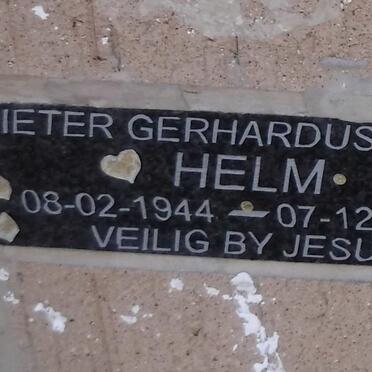 IETER GERHARDUS
HELM
08-02-1944 — 07-12
VEILIG BY JESU